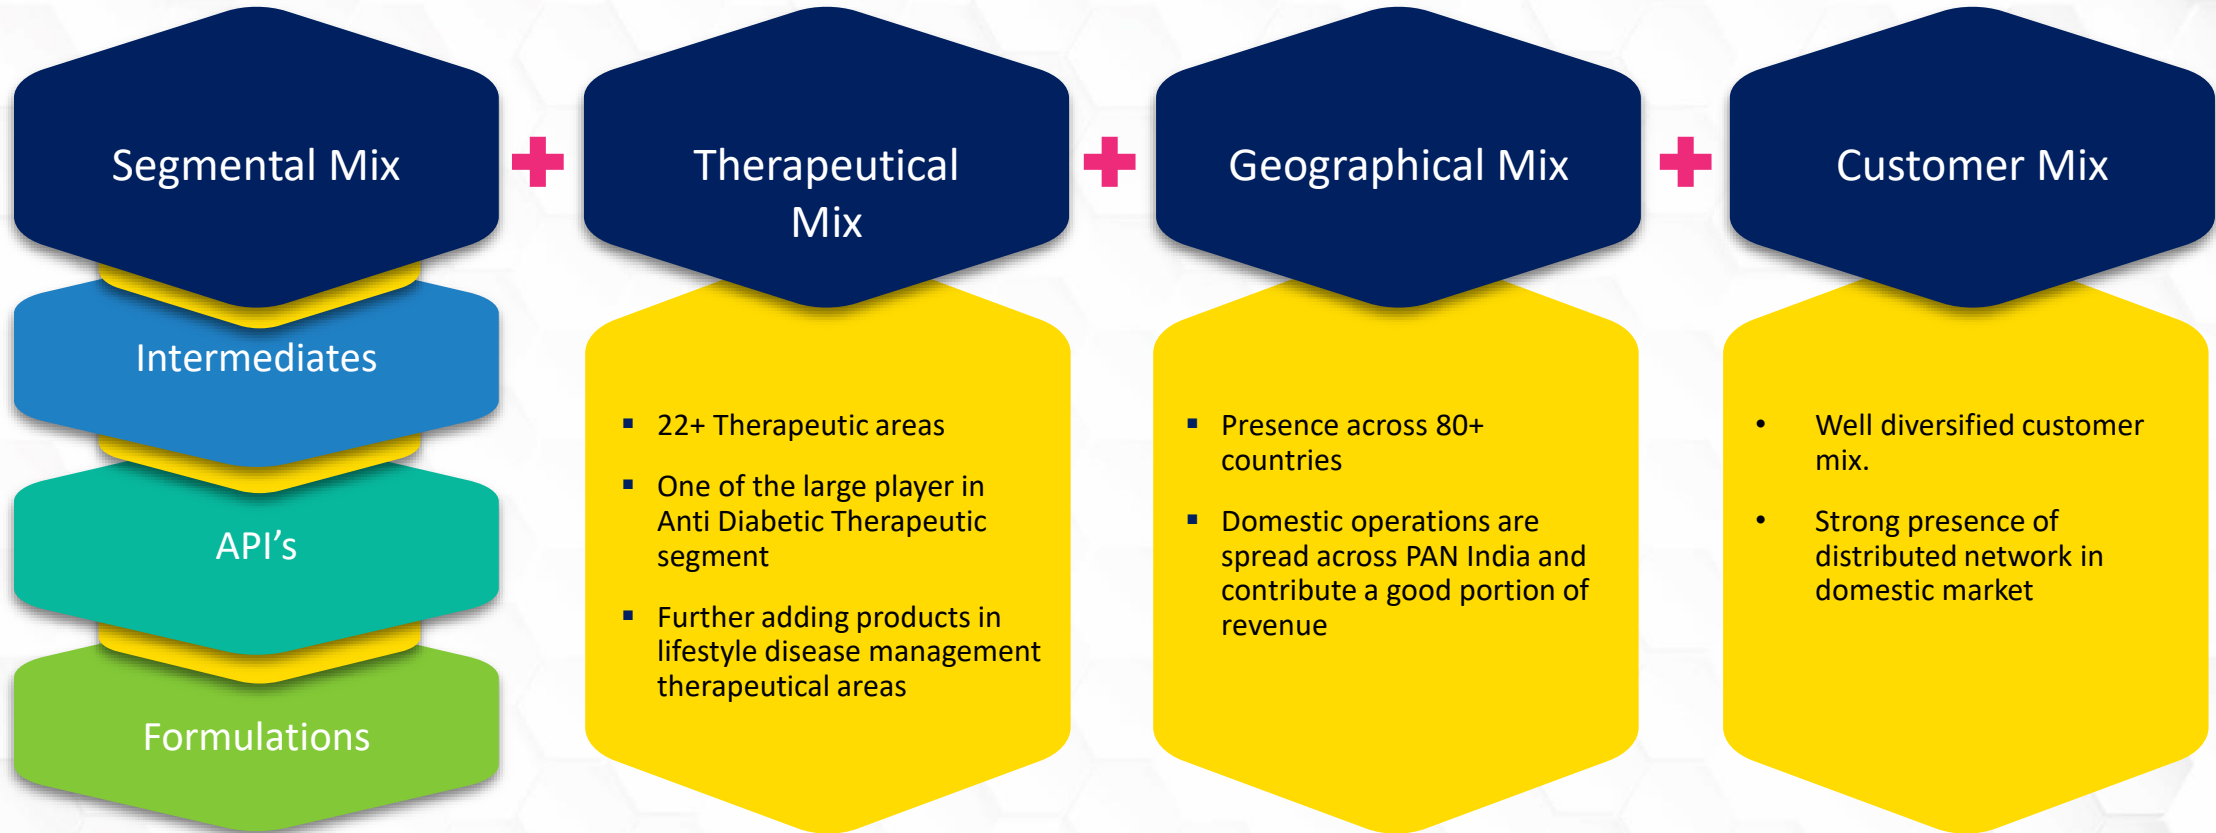 Segmental Mix
Intermediates
API's
Formulations
Therapeutical
Mix
▪ 22+ Therapeutic areas
▪ One of the large player in
Anti Diabetic Therapeutic
segment
▪ Further adding products in
lifestyle disease management
therapeutical areas
Geographical Mix
▪ Presence across 80+
countries
▪ Domestic operations are
spread across PAN India and
contribute a good portion of
revenue
Customer Mix
• Well diversified customer
mix.
• Strong presence of
distributed network in
domestic market